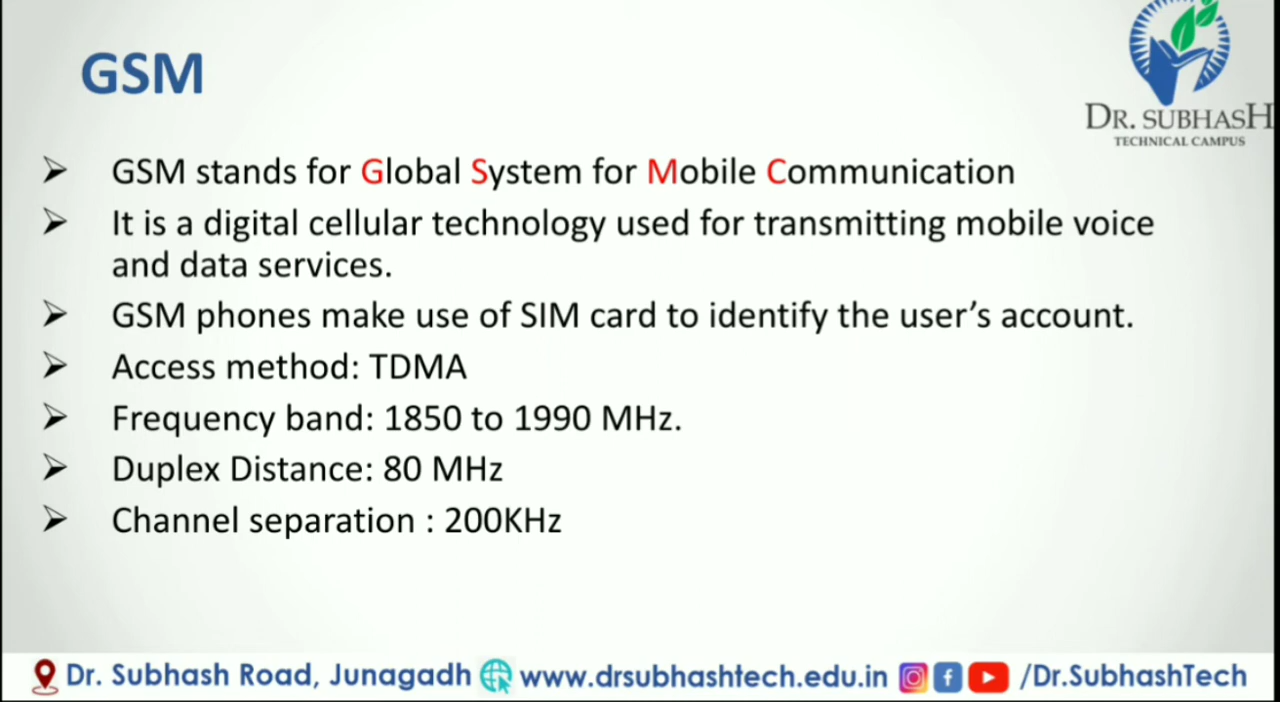 GSM
DR. SUBHASH
TECHNICAL CAMPUS
➢ GSM stands for Global System for Mobile Communication
➢ It is a digital cellular technology used for transmitting mobile voice
and data services.
➢ GSM phones make use of SIM card to identify the user’s account.
➢ Access method: TDMA
➢ Frequency band: 1850 to 1990 MHz.
➢ Duplex Distance: 80 MHz
➢ Channel separation : 200KHz
Dr. Subhash Road, Junagadh www.drsubhashtech.edu.in /Dr.SubhashTech